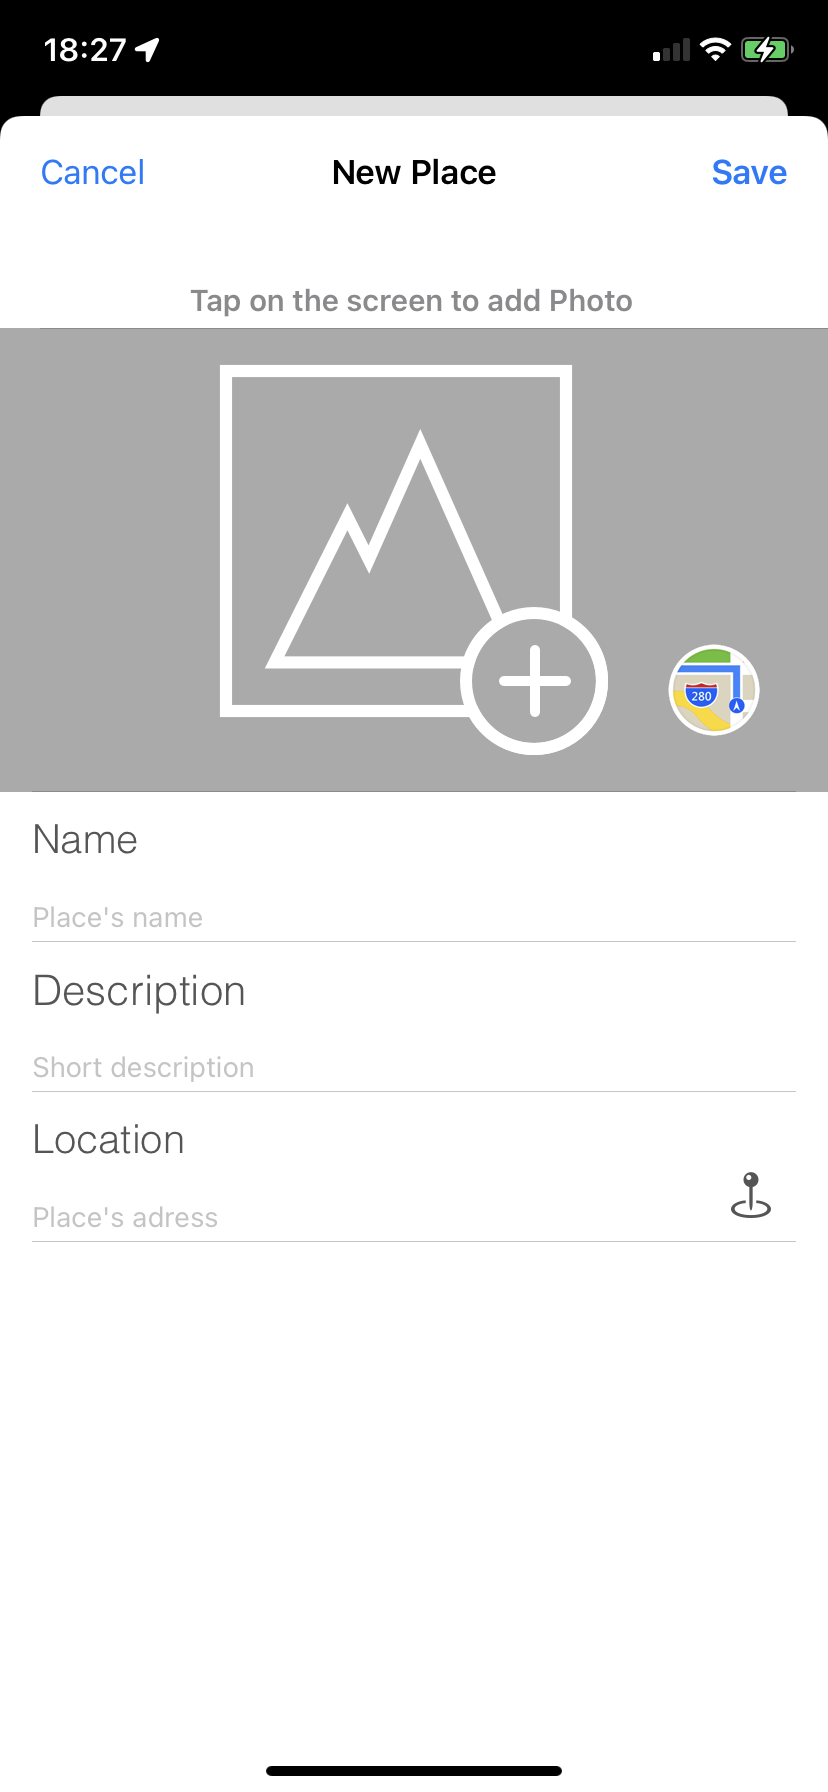 18:27
Cancel New Place Save
Tap on the screen to add Photo
280
Name
Place's name
Description
Short description
Location
Place's adress